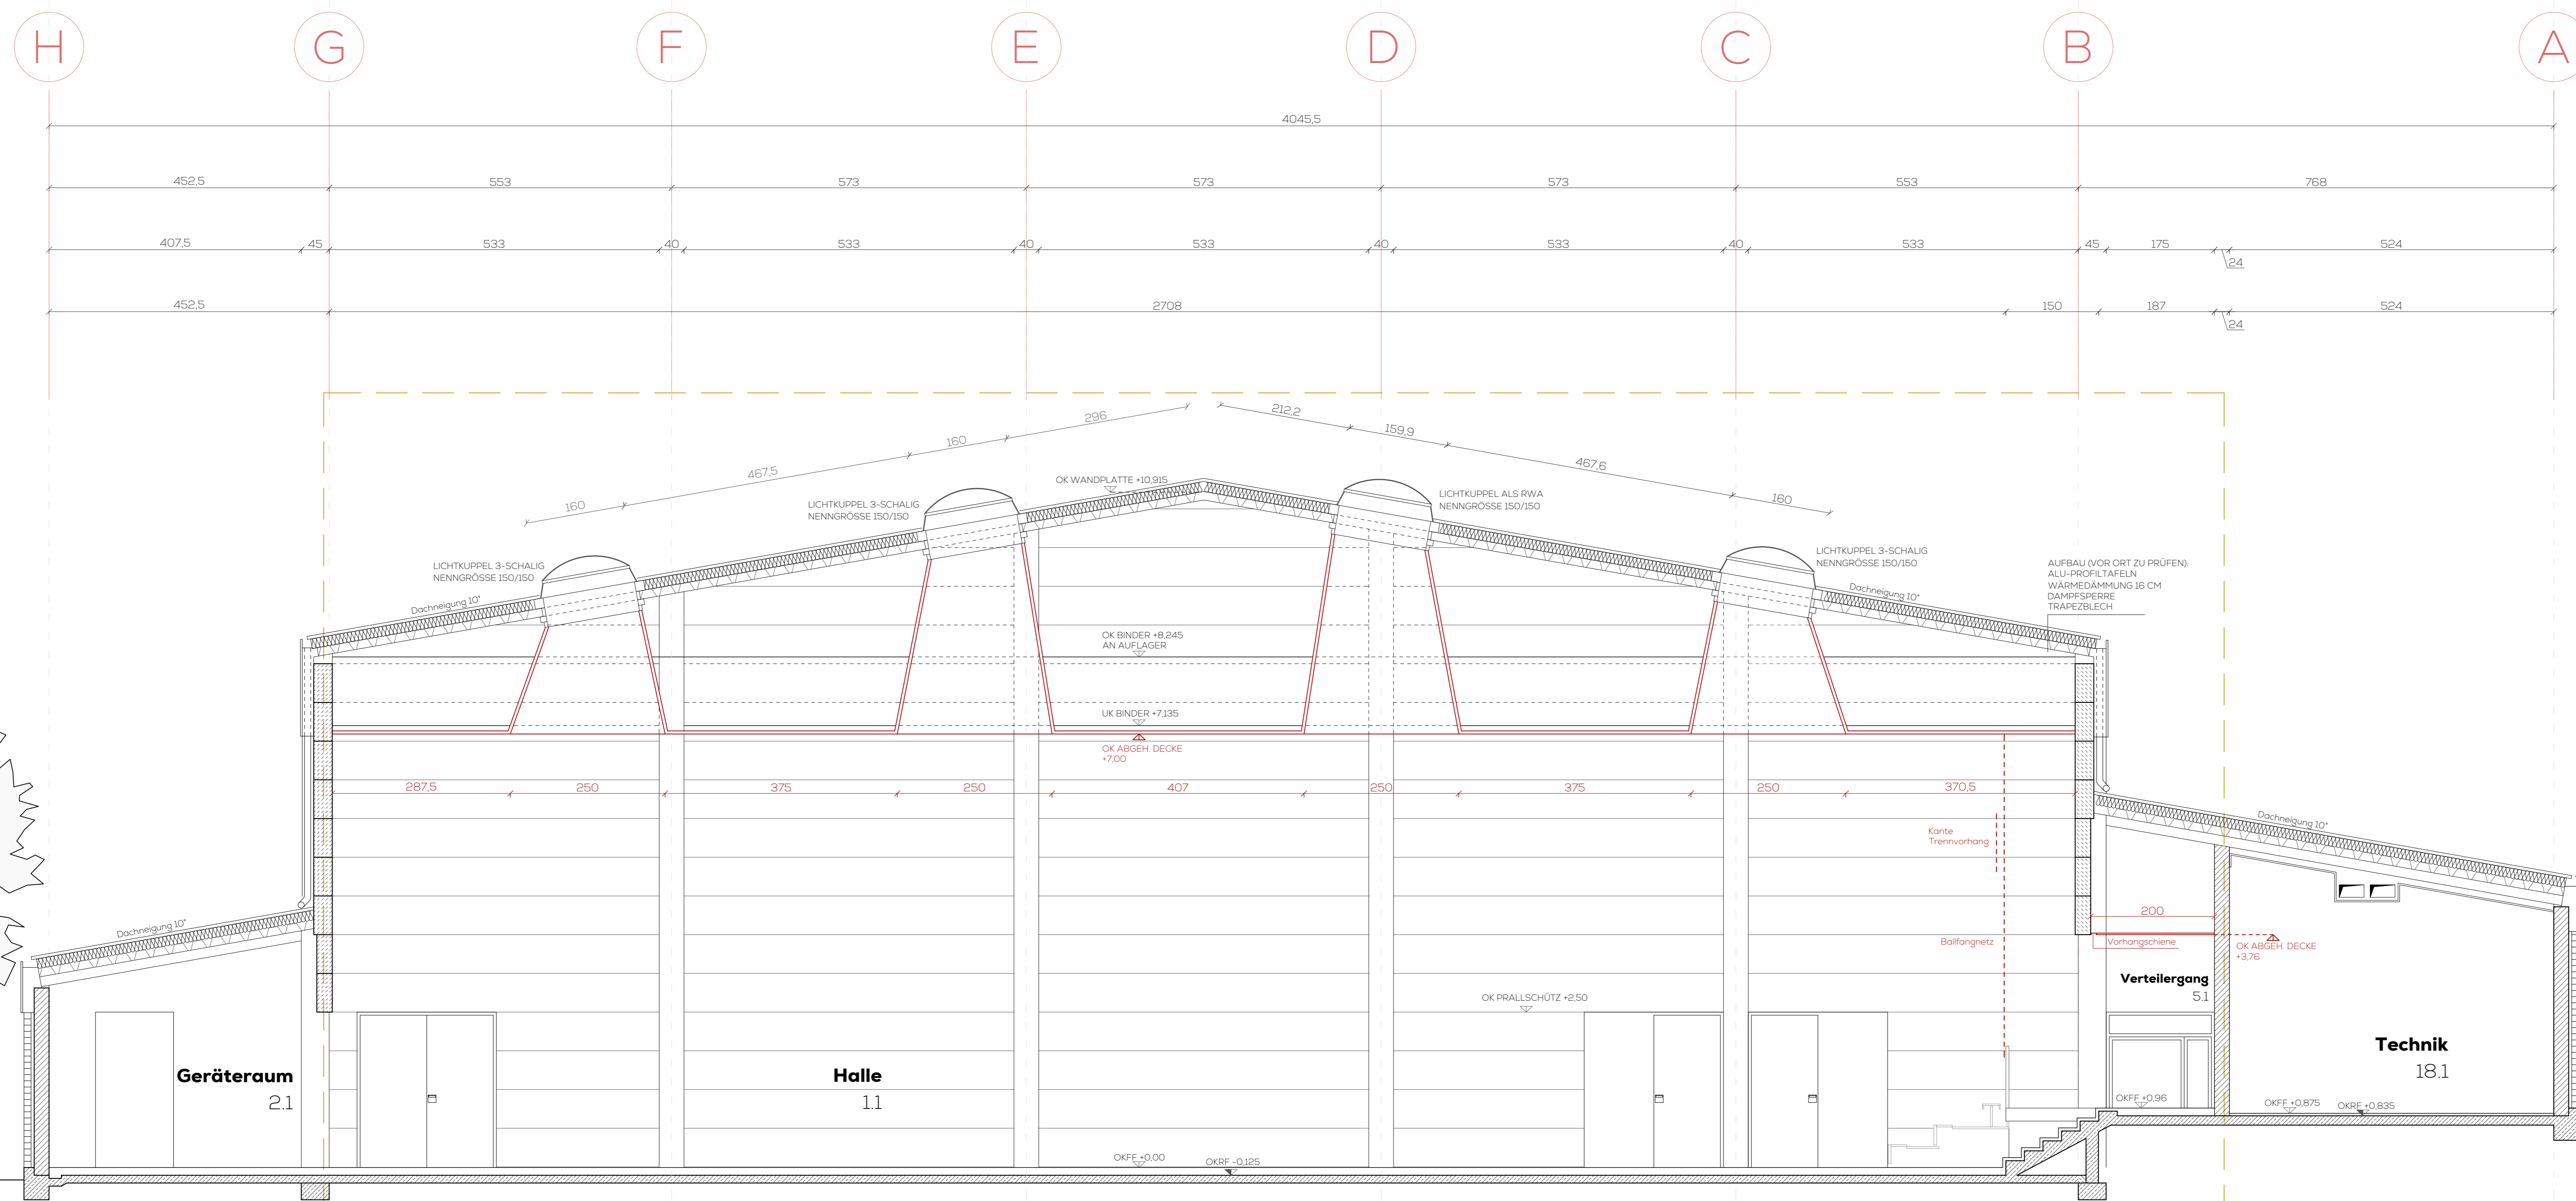 H G F E D C B A
4045,5
452,5 553 573 573 573 553 768
407,5 45 533 40 533 40 533 40 533 40 533 45 175 24 524
452,5 2708 150 187 24 524
160 467,5 160 296
212,2 159,9 467,6 160
OK WANDPLATTE +10,915
LICHTKUPPEL 3-SCHALIG
NENNGRÖSSE 150/150
LICHTKUPPEL ALS RWA
NENNGRÖSSE 150/150
LICHTKUPPEL 3-SCHALIG
NENNGRÖSSE 150/150
LICHTKUPPEL 3-SCHALIG
NENNGRÖSSE 150/150
AUFBAU (VOR ORT ZU PRÜFEN):
ALU-PROFILTAFELN
WÄRMEDÄMMUNG 16 CM
DAMPFSPERRE
TRAPEZBLECH
Dachneigung 10°
Dachneigung 10°
OK BINDER +8,245
AN AUFLAGER
UK BINDER +7,135
OK ABGEH. DECKE
+7,00
287,5 250 375 250 407 250 375 250 370,5
Kante
Trennvorhang
Dachneigung 10°
Dachneigung 10°
200
Ballfangnetz
Vorhangschiene
OK ABGEH. DECKE
+3,76
Verteilergang
5.1
OK PRALLSCHÜTZ +2,50
Technik
18.1
Geräteraum
2.1
Halle
1.1
OKFF +0,96
OKFF +0,875
OKRF +0,835
OKFF +0,00
OKRF -0,125